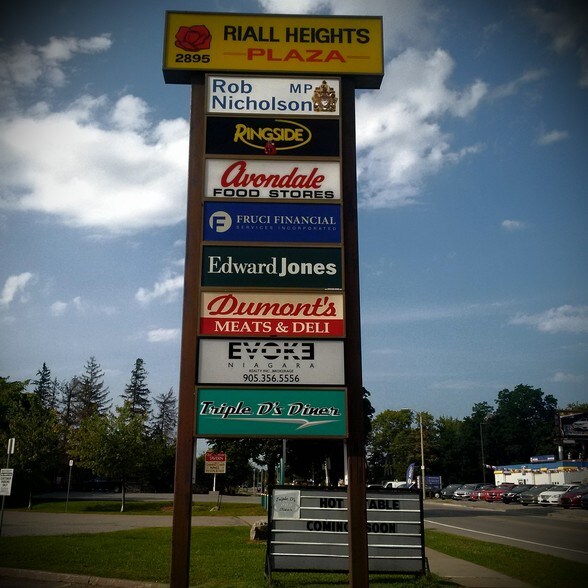 RIALL HEIGHTS
PLAZA
2895
Rob MP
Nicholson
RINGSIDE
Avondale
FOOD STORES
F FRUCI FINANCIAL
SERVICES INCORPORATED
Edward Jones
Dumont's
MEATS & DELI
EVOKE
NIAGARA
905.356.5556
Triple D's Diner
HOT TABLE
COMING SOON